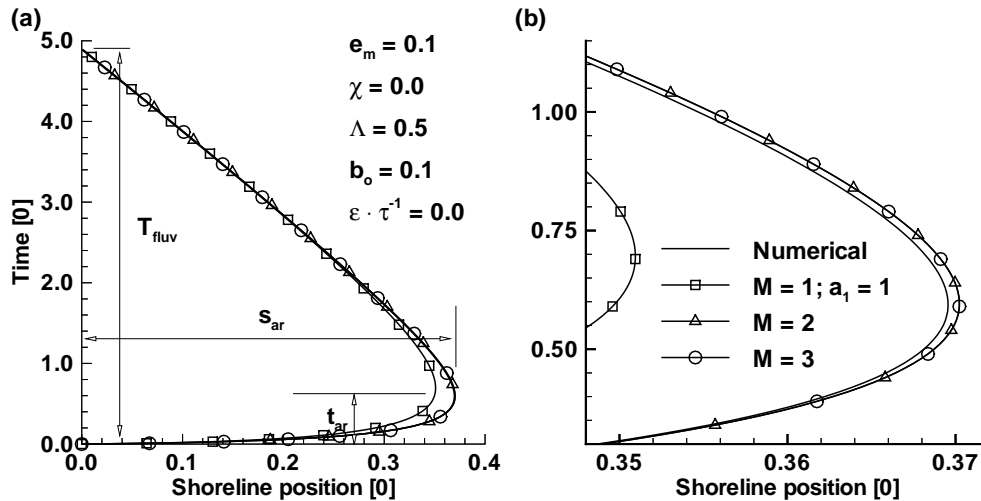 (a)
5.0
4.0
3.0
2.0
1.0
0.0
Time [0]
0.0 0.1 0.2 0.3 0.4
Shoreline position [0]
e_m = 0.1
χ = 0.0
Λ = 0.5
b_o = 0.1
ε · τ^-1 = 0.0
T_fluv
s_ar
t_ar
(b)
1.00
0.75
0.50
0.35 0.36 0.37
Shoreline position [0]
Numerical
M = 1; a_1 = 1
M = 2
M = 3